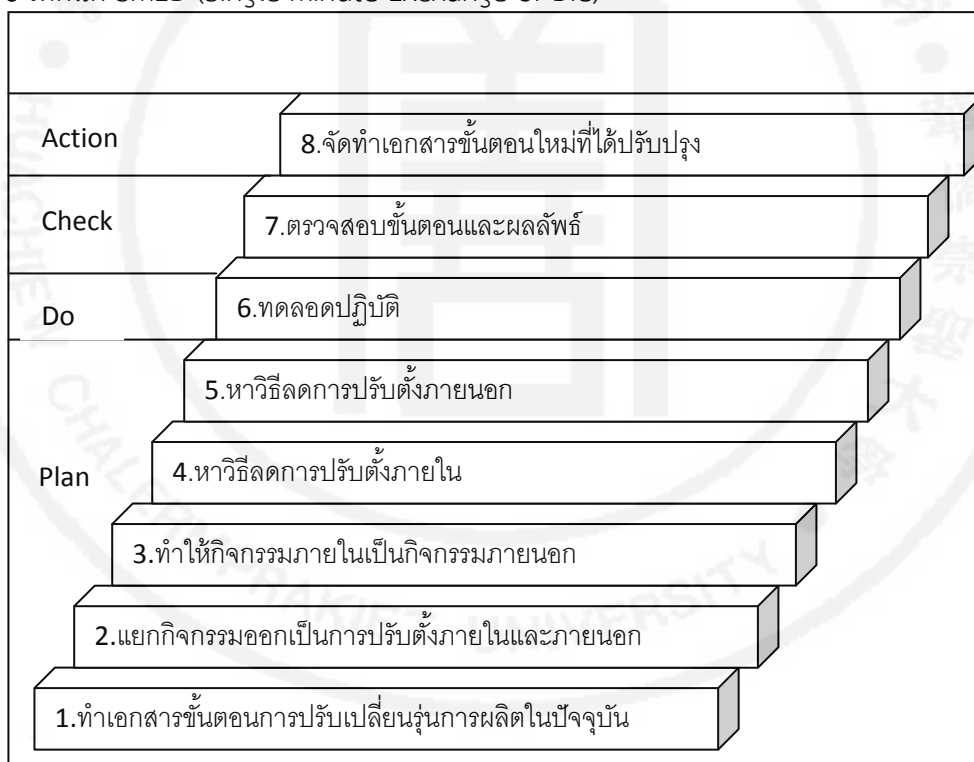 SMED (Single Minute Exchange of Die)
Action
8.จัดทำเอกสารขั้นตอนใหม่ที่ได้ปรับปรุง
Check
7.ตรวจสอบขั้นตอนและผลลัพธ์
Do
6.ทดลอดปฏิบัติ
5.หาวิธีลดการปรับตั้งภายนอก
Plan
4.หาวิธีลดการปรับตั้งภายใน
3.ทำให้กิจกรรมภายในเป็นกิจกรรมภายนอก
2.แยกกิจกรรมออกเป็นการปรับตั้งภายในและภายนอก
1.ทำเอกสารขั้นตอนการปรับเปลี่ยนรุ่นการผลิตในปัจจุบัน
UNIVERSITY